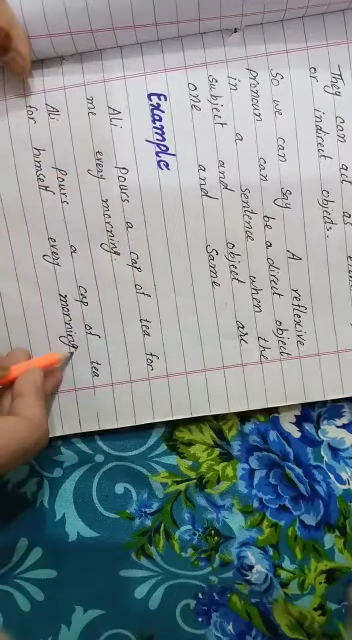 They can act as
or indirect objects.
So we can say A reflexive
pronoun can be a direct object
in a sentence when the
subject and object are
one and same
Example
Ali pours a cap of tea for
me every morning.
Ali pours a cap of tea
for himself every morning